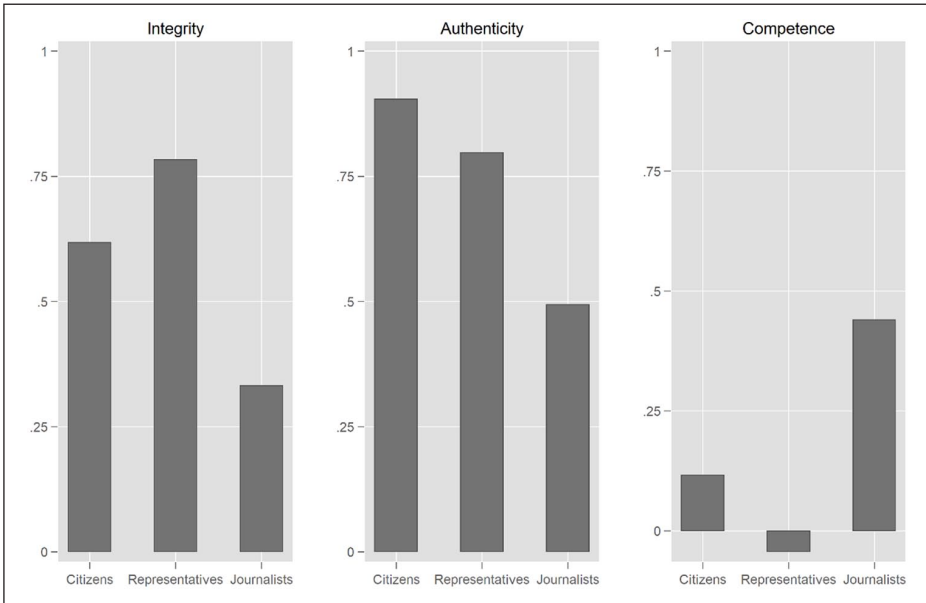 Integrity
1
.75
.5
.25
0
Citizens Representatives Journalists
Authenticity
1
.75
.5
.25
0
Citizens Representatives Journalists
Competence
1
.75
.5
.25
0
Citizens Representatives Journalists